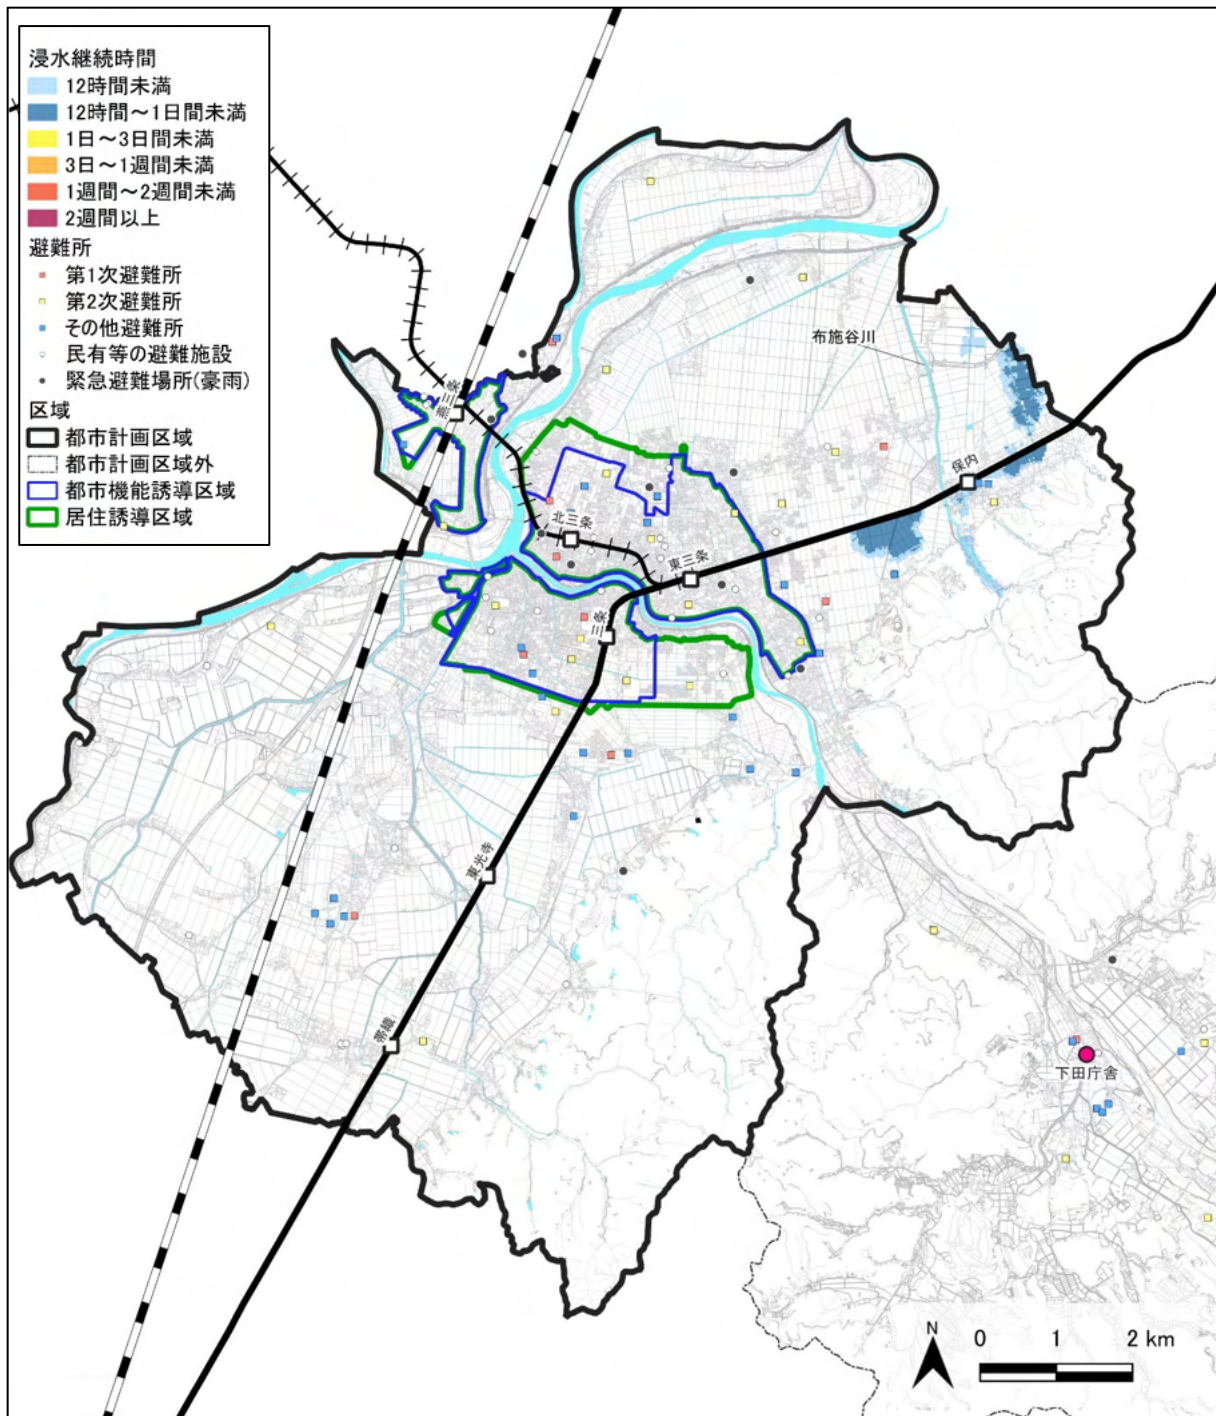 浸水継続時間
12時間未満
12時間～1日間未満
1日～3日間未満
3日～1週間未満
1週間～2週間未満
2週間以上
避難所
第1次避難所
第2次避難所
その他避難所
民有等の避難施設
緊急避難場所(豪雨)
区域
都市計画区域
都市計画区域外
都市機能誘導区域
居住誘導区域
布施谷川
燕三条
保内
北三条
東三条
三条
東光寺
帯織
下田庁舎
N
0 1 2 km